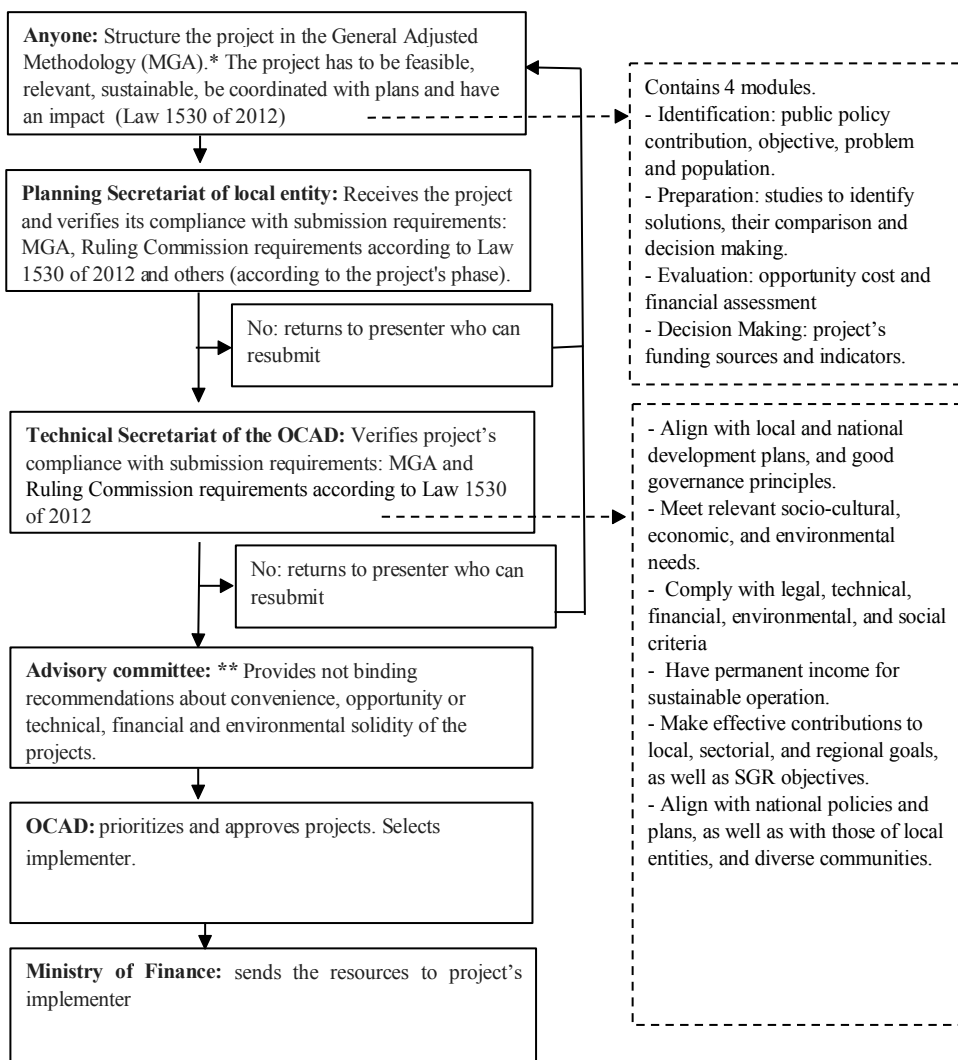 Anyone: Structure the project in the General Adjusted
Methodology (MGA).* The project has to be feasible,
relevant, sustainable, be coordinated with plans and have
an impact (Law 1530 of 2012)
Planning Secretariat of local entity: Receives the project
and verifies its compliance with submission requirements:
MGA, Ruling Commission requirements according to Law
1530 of 2012 and others (according to the project's phase).
No: returns to presenter who can
resubmit
Technical Secretariat of the OCAD: Verifies project’s
compliance with submission requirements: MGA and
Ruling Commission requirements according to Law 1530
of 2012
No: returns to presenter who can
resubmit
Advisory committee: ** Provides not binding
recommendations about convenience, opportunity or
technical, financial and environmental solidity of the
projects.
OCAD: prioritizes and approves projects. Selects
implementer.
Ministry of Finance: sends the resources to project’s
implementer
Contains 4 modules.
- Identification: public policy
contribution, objective, problem
and population.
- Preparation: studies to identify
solutions, their comparison and
decision making.
- Evaluation: opportunity cost and
financial assessment
- Decision Making: project’s
funding sources and indicators.
- Align with local and national
development plans, and good
governance principles.
- Meet relevant socio-cultural,
economic, and environmental
needs.
- Comply with legal, technical,
financial, environmental, and social
criteria
- Have permanent income for
sustainable operation.
- Make effective contributions to
local, sectorial, and regional goals,
as well as SGR objectives.
- Align with national policies and
plans, as well as with those of local
entities, and diverse communities.